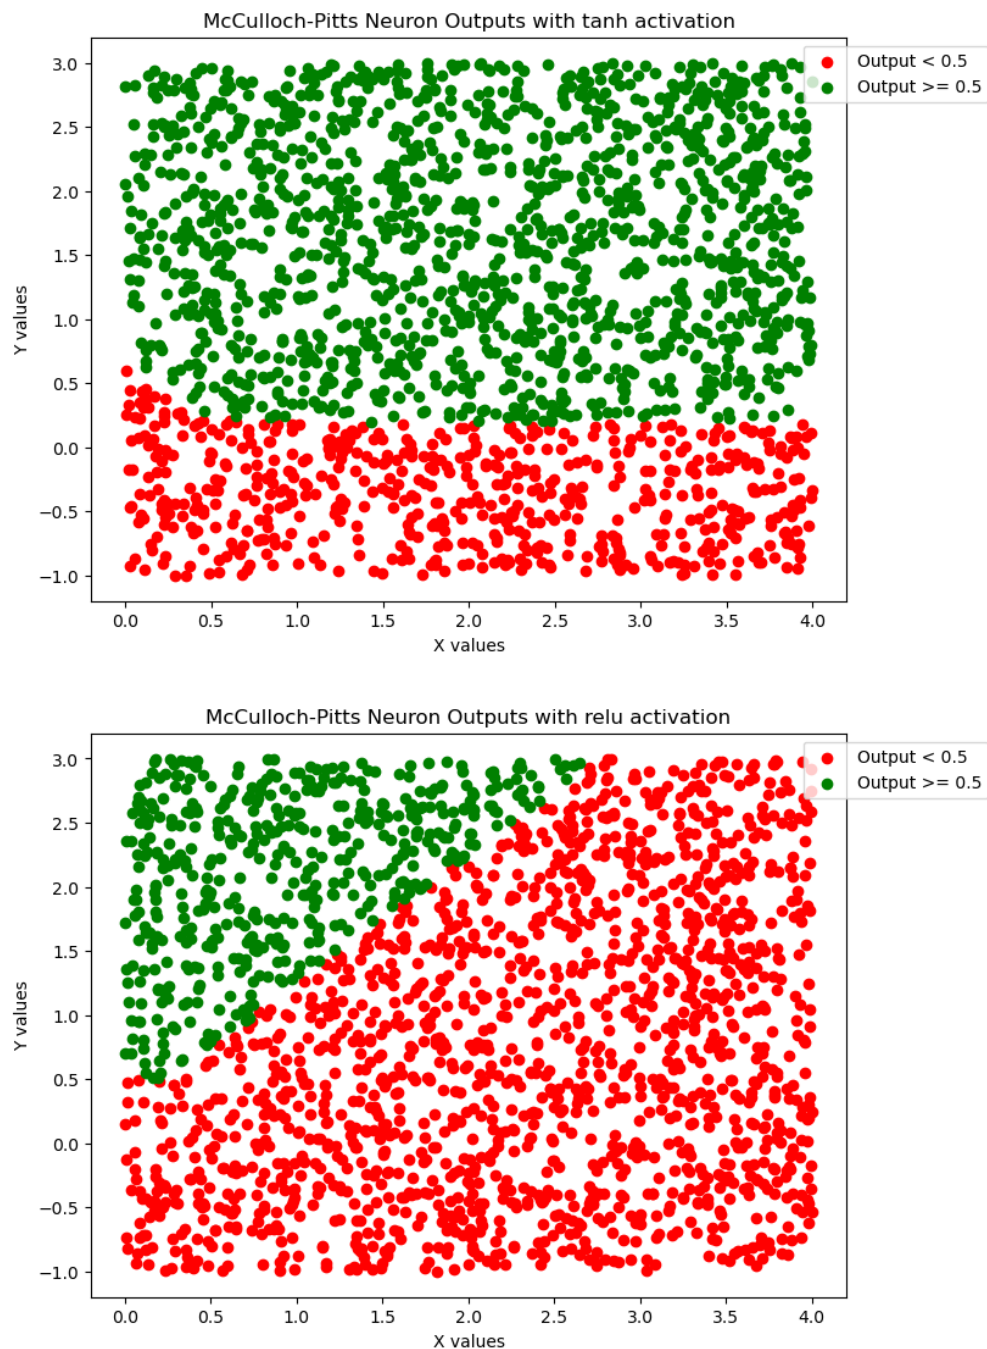 McCulloch-Pitts Neuron Outputs with tanh activation
Output < 0.5
Output >= 0.5
3.0
2.5
2.0
1.5
1.0
0.5
0.0
−0.5
−1.0
Y values
0.0 0.5 1.0 1.5 2.0 2.5 3.0 3.5 4.0
X values
McCulloch-Pitts Neuron Outputs with relu activation
Output < 0.5
Output >= 0.5
3.0
2.5
2.0
1.5
1.0
0.5
0.0
−0.5
−1.0
Y values
0.0 0.5 1.0 1.5 2.0 2.5 3.0 3.5 4.0
X values